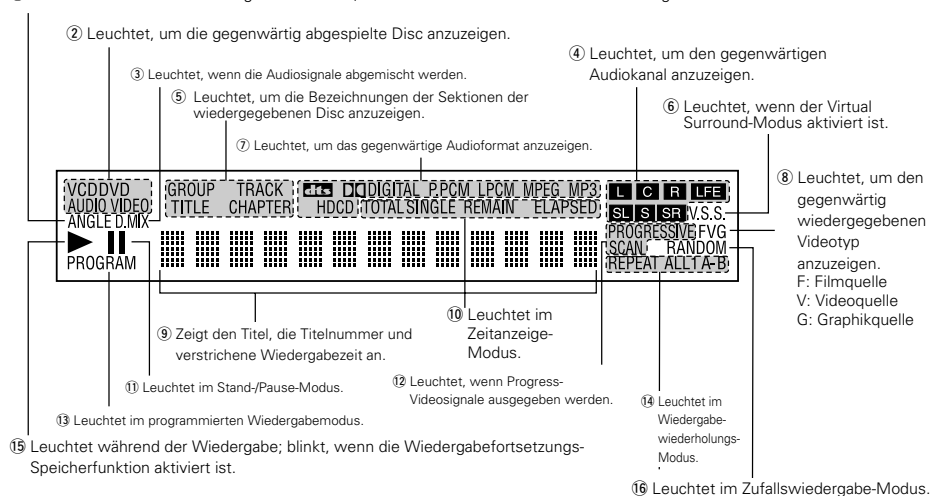 ② Leuchtet, um die gegenwärtig abgespielte Disc anzuzeigen.
③ Leuchtet, wenn die Audiosignale abgemischt werden.
④ Leuchtet, um den gegenwärtigen
Audiokanal anzuzeigen.
⑤ Leuchtet, um die Bezeichnungen der Sektionen der
wiedergegebenen Disc anzuzeigen.
⑥ Leuchtet, wenn der Virtual
Surround-Modus aktiviert ist.
⑦ Leuchtet, um das gegenwärtige Audioformat anzuzeigen.
⑧ Leuchtet, um den
gegenwärtig
wiedergegebenen
Videotyp
anzuzeigen.
F: Filmquelle
V: Videoquelle
G: Graphikquelle
VCD DVD GROUP TRACK dts DIGITAL P.PCM LPCM MPEG MP3 L C R LFE
AUDIO VIDEO TITLE CHAPTER HDCD TOTAL SINGLE REMAIN ELAPSED SL S SR V.S.S.
ANGLE D.MIX PROGRESSIVE FVG
SCAN RANDOM
PROGRAM REPEAT ALL 1 A-B
⑨ Zeigt den Titel, die Titelnummer und
verstrichene Wiedergabezeit an.
⑩ Leuchtet im
Zeitanzeige-
Modus.
⑪ Leuchtet im Stand-/Pause-Modus.
⑫ Leuchtet, wenn Progress-
Videosignale ausgegeben werden.
⑬ Leuchtet im programmierten Wiedergabemodus.
⑭ Leuchtet im
Wiedergabe-
wiederholungs-
Modus.
⑮ Leuchtet während der Wiedergabe; blinkt, wenn die Wiedergabefortsetzungs-
Speicherfunktion aktiviert ist.
⑯ Leuchtet im Zufallswiedergabe-Modus.